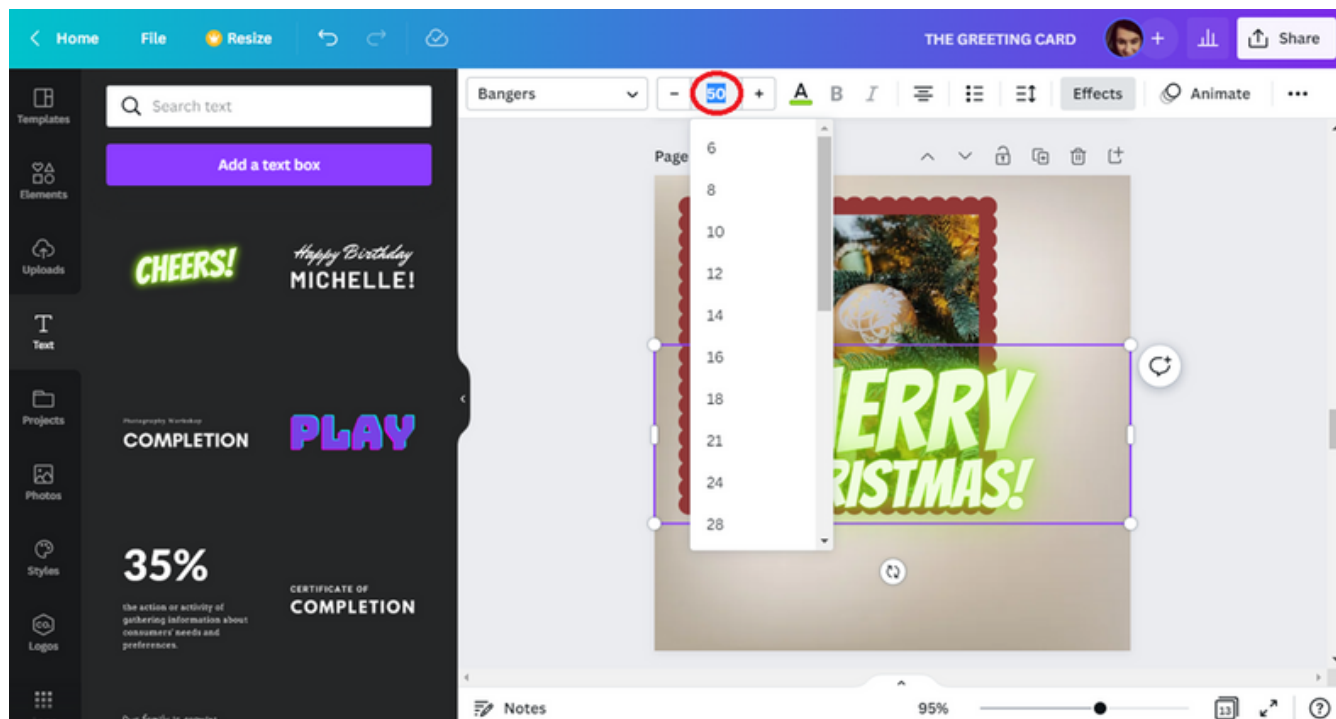 Home File Resize THE GREETING CARD Share
Templates
Elements
Uploads
Text
Projects
Photos
Styles
Logos
Search text
Add a text box
CHEERS!
Happy Birthday
MICHELLE!
Photography Workshop
COMPLETION
PLAY
35%
the action or activity of
gathering information about
consumers' needs and
preferences.
CERTIFICATE OF
COMPLETION
Bangers - 50 + A B I Effects Animate
6
8
10
12
14
16
18
21
24
28
Page
ERRY
RISTMAS!
Notes 95% 13